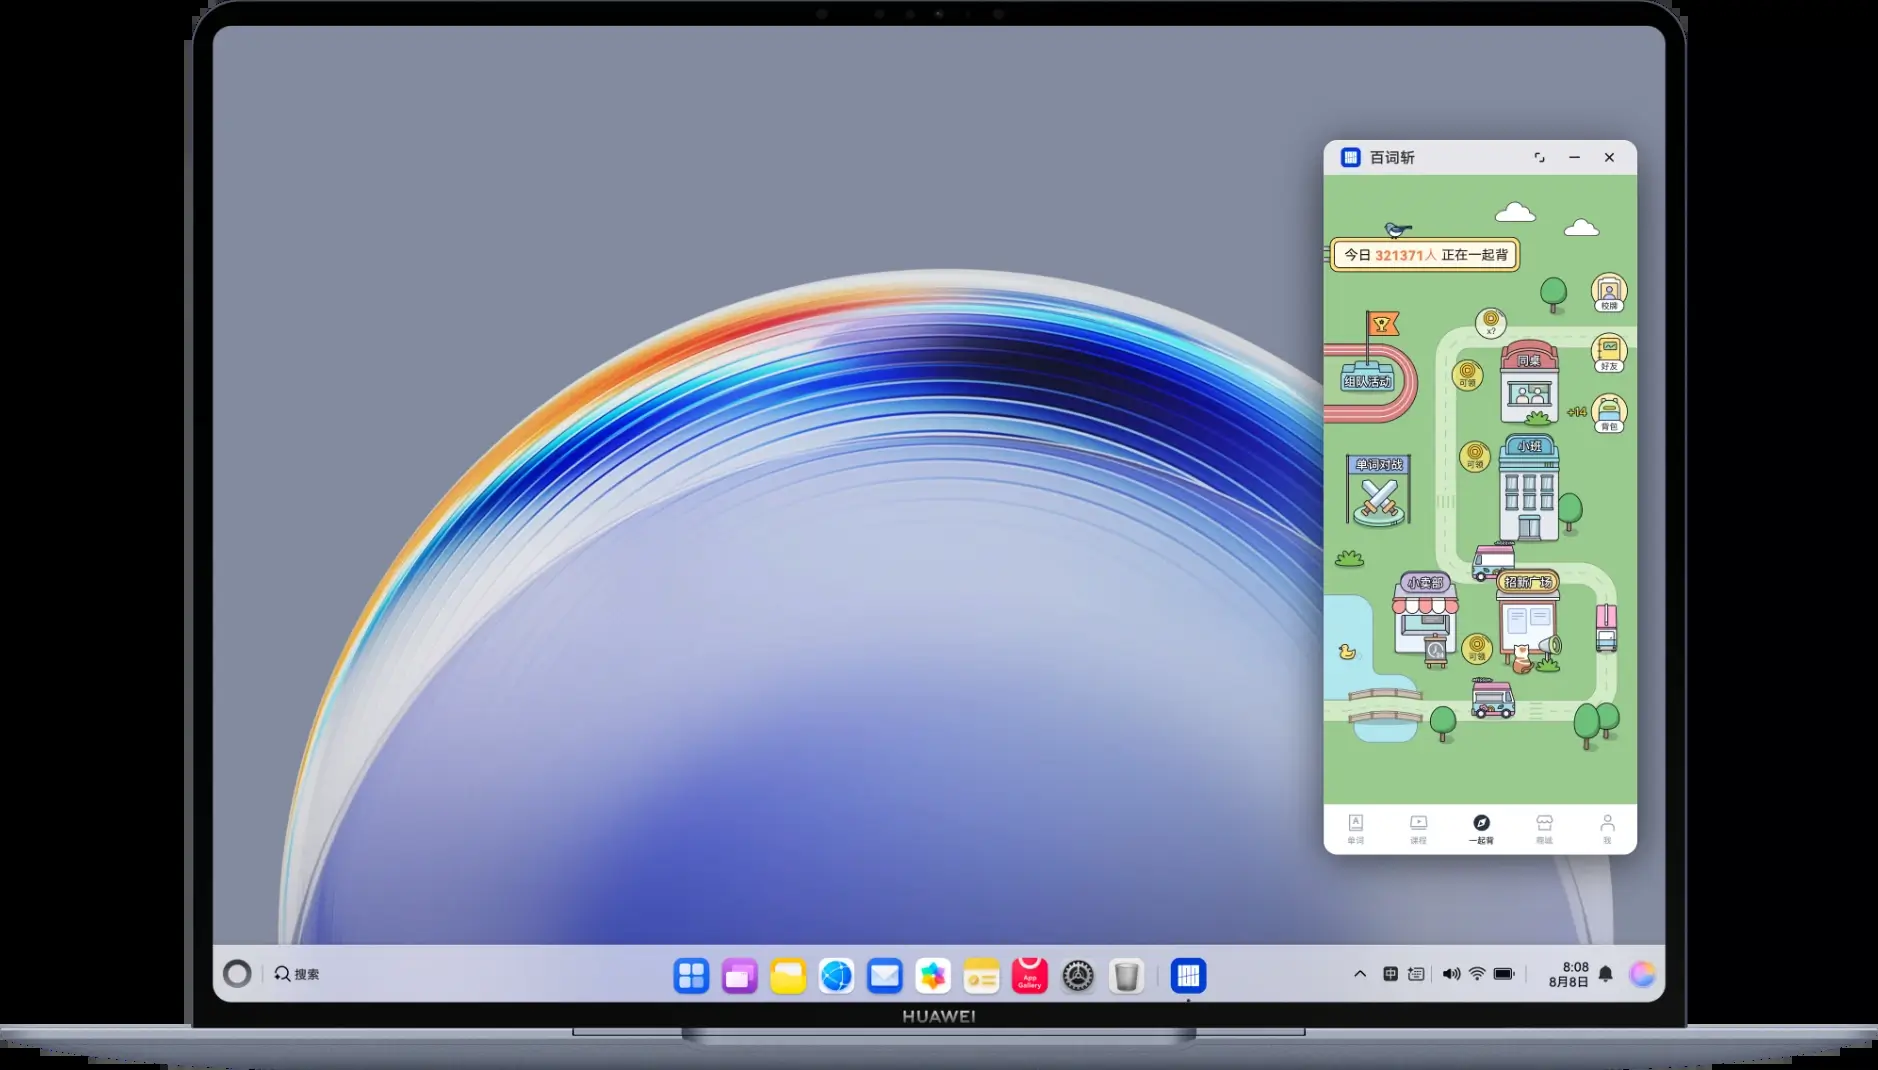 百词斩
今日 321371人 正在一起背
校牌
x?
同桌
好友
组队活动
可领
+14
背包
小班
单词对战
可领
小卖部
招新广场
可领
单词
课程
一起背
商城
我
搜索
App
Gallery
中
8:08
8月8日
HUAWEI